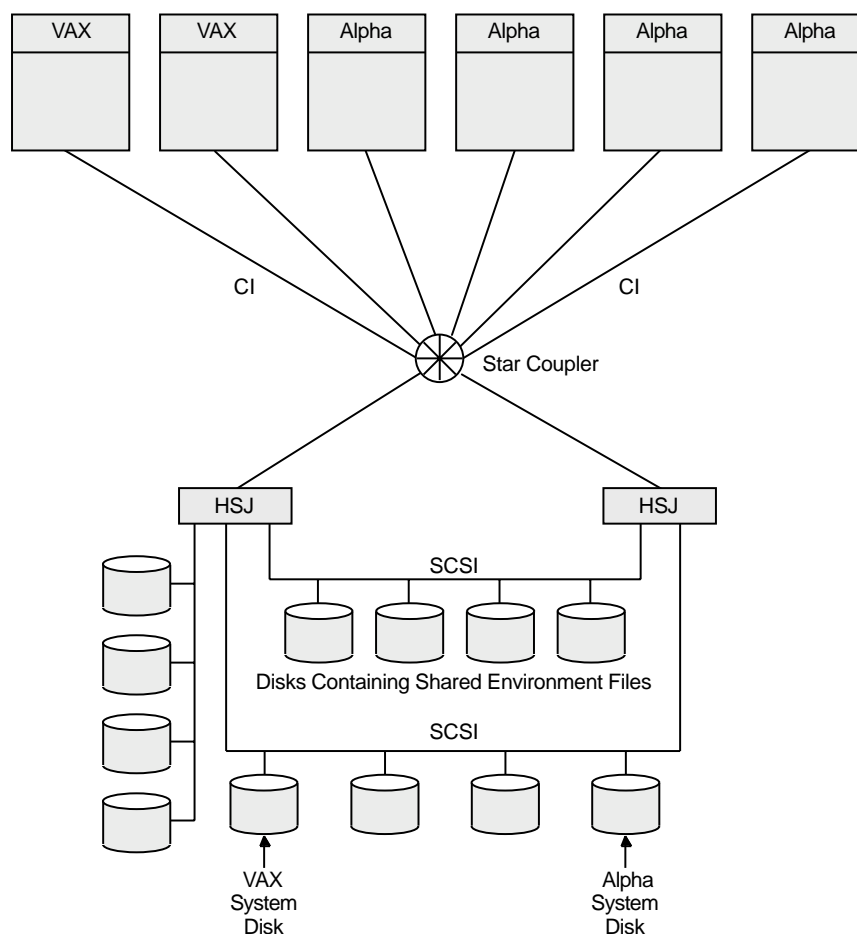 VAX
VAX
Alpha
Alpha
Alpha
Alpha
CI
CI
Star Coupler
HSJ
HSJ
SCSI
Disks Containing Shared Environment Files
SCSI
VAX
System
Disk
Alpha
System
Disk